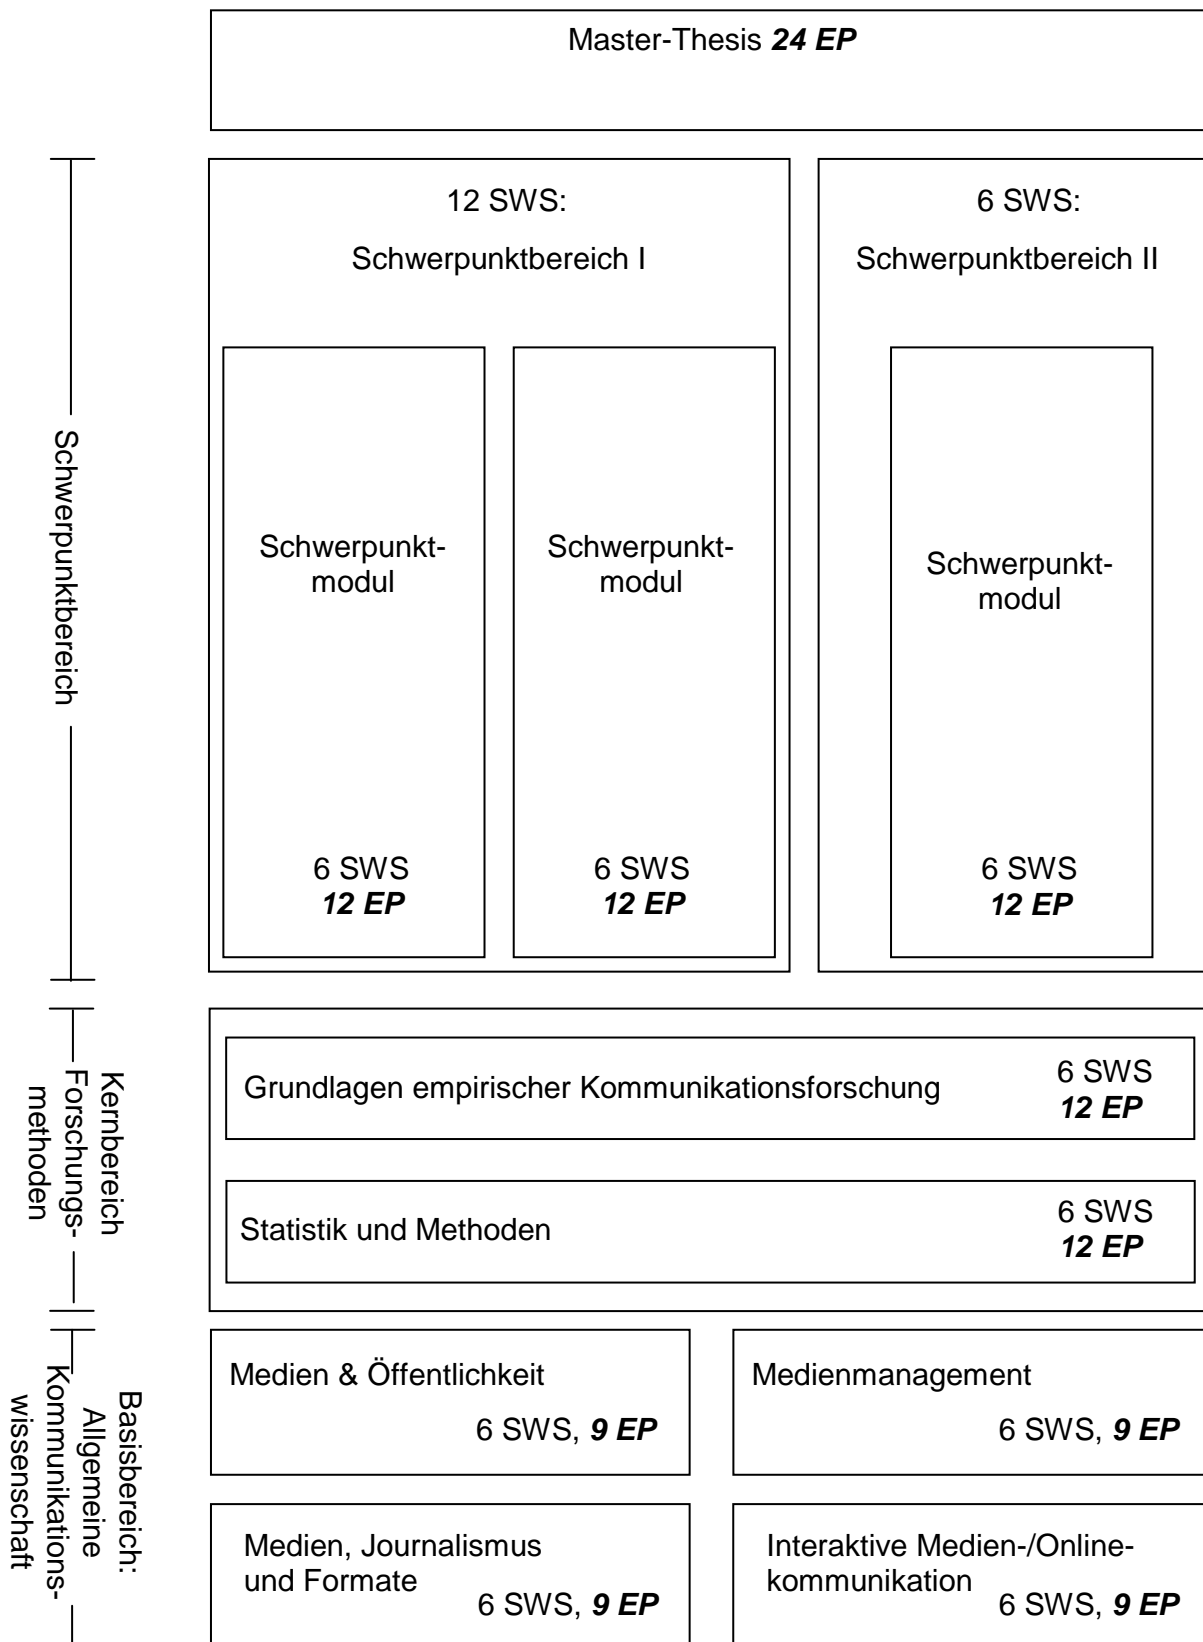 Master-Thesis 24 EP
Schwerpunktbereich
12 SWS:
Schwerpunktbereich I
Schwerpunkt-
modul
6 SWS
12 EP
Schwerpunkt-
modul
6 SWS
12 EP
6 SWS:
Schwerpunktbereich II
Schwerpunkt-
modul
6 SWS
12 EP
Kernbereich
Forschungs-
methoden
Grundlagen empirischer Kommunikationsforschung
6 SWS
12 EP
Statistik und Methoden
6 SWS
12 EP
Basisbereich:
Allgemeine
Kommunikations-
wissenschaft
Medien & Öffentlichkeit
6 SWS, 9 EP
Medienmanagement
6 SWS, 9 EP
Medien, Journalismus
und Formate
6 SWS, 9 EP
Interaktive Medien-/Online-
kommunikation
6 SWS, 9 EP